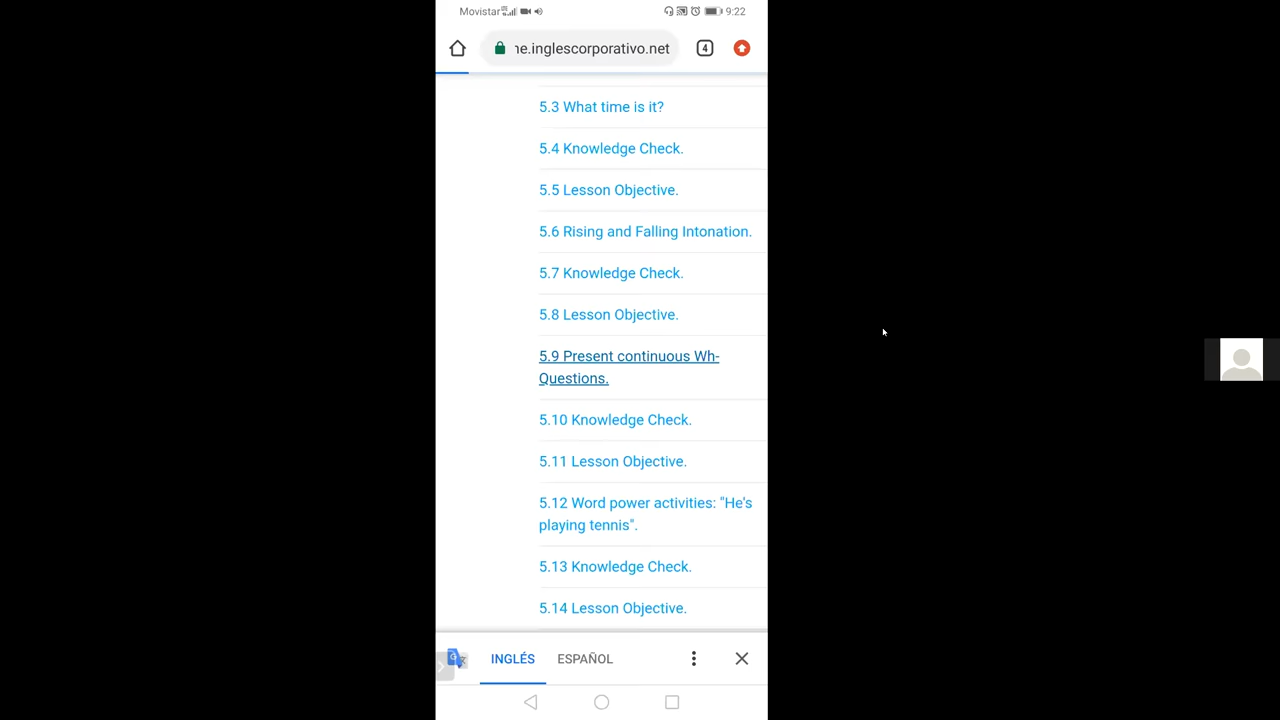 Movistar 9:22
ne.inglescorporativo.net 4
5.3 What time is it?
5.4 Knowledge Check.
5.5 Lesson Objective.
5.6 Rising and Falling Intonation.
5.7 Knowledge Check.
5.8 Lesson Objective.
5.9 Present continuous Wh-
Questions.
5.10 Knowledge Check.
5.11 Lesson Objective.
5.12 Word power activities: "He's
playing tennis".
5.13 Knowledge Check.
5.14 Lesson Objective.
INGLÉS ESPAÑOL